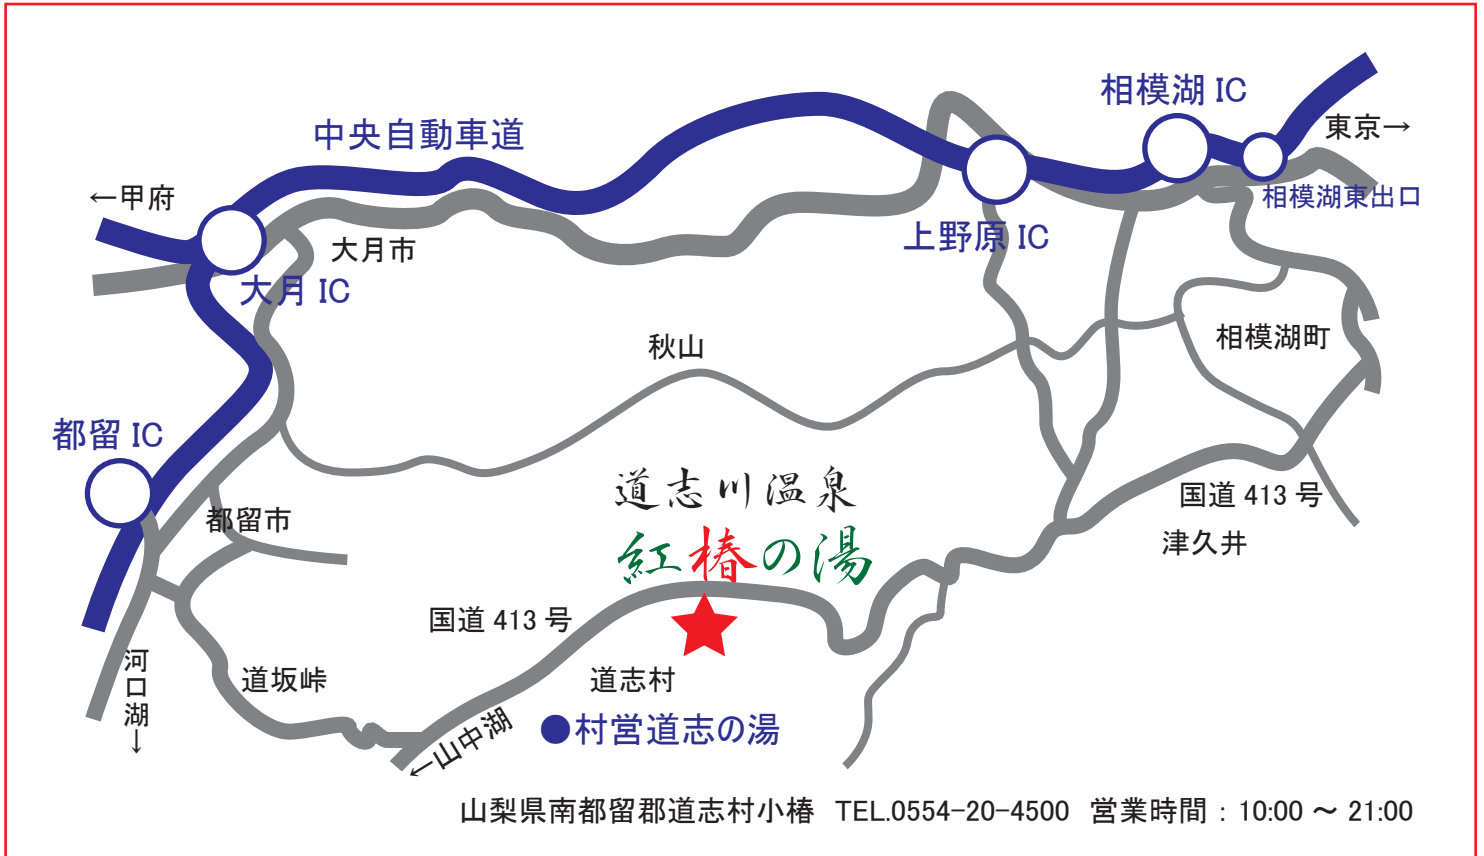 相模湖 IC
東京→
中央自動車道
←甲府
相模湖東出口
上野原 IC
大月市
大月 IC
相模湖町
秋山
都留 IC
道志川温泉
国道 413 号
都留市
津久井
紅椿の湯
国道 413 号
河口湖→
道坂峠
道志村
●村営道志の湯
←山中湖
山梨県南都留郡道志村小椿 TEL.0554-20-4500 営業時間：10:00 ～ 21:00